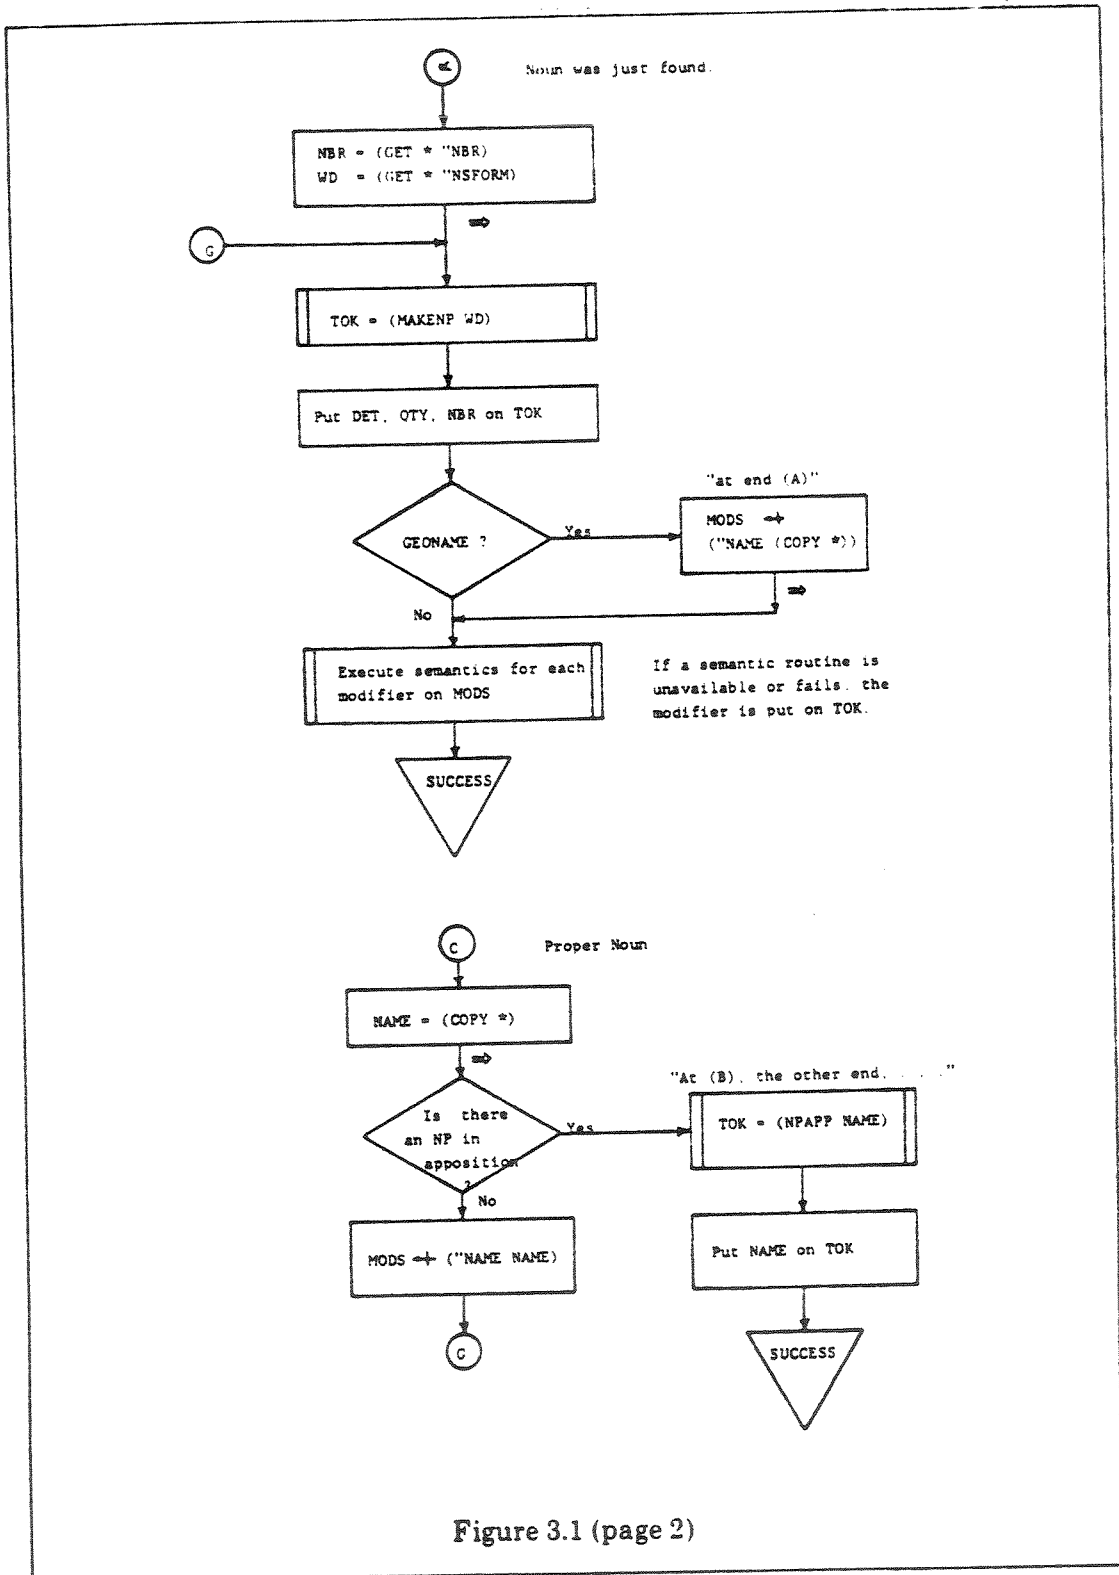 Noun was just found.
NBR = (GET * "NBR)
WD = (GET * "NSFORM)
G
TOK = (MAKENP WD)
Put DET, QTY, NBR on TOK
"at end (A)"
GEONAME ?
Yes
MODS
("NAME (COPY *))
No
Execute semantics for each
modifier on MODS
If a semantic routine is
unavailable or fails, the
modifier is put on TOK.
SUCCESS
C
Proper Noun
NAME = (COPY *)
"At (B), the other end. . . ."
Is there
an NP in
apposition
?
Yes
TOK = (NPAPP NAME)
No
MODS ("NAME NAME)
Put NAME on TOK
G
SUCCESS
Figure 3.1 (page 2)